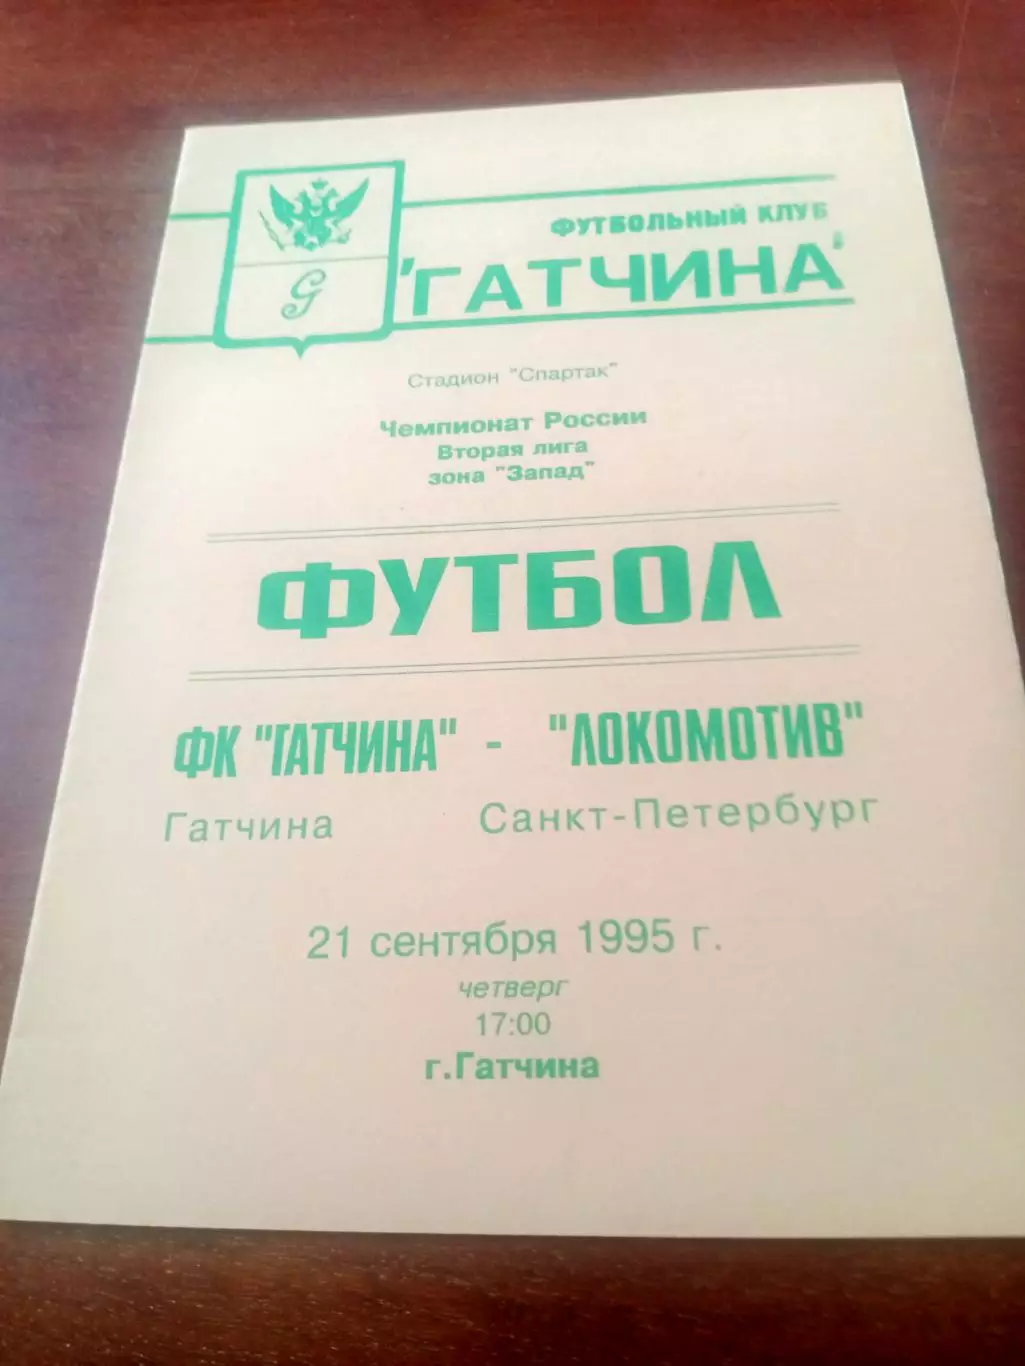 G
ФУТБОЛЬНЫЙ КЛУБ
"ГАТЧИНА"
Стадион "Спартак"
Чемпионат России
Вторая лига
зона "Запад"
ФУТБОЛ
ФК "ГАТЧИНА" - "ЛОКОМОТИВ"
Гатчина Санкт-Петербург
21 сентября 1995 г.
четверг
17:00
г.Гатчина